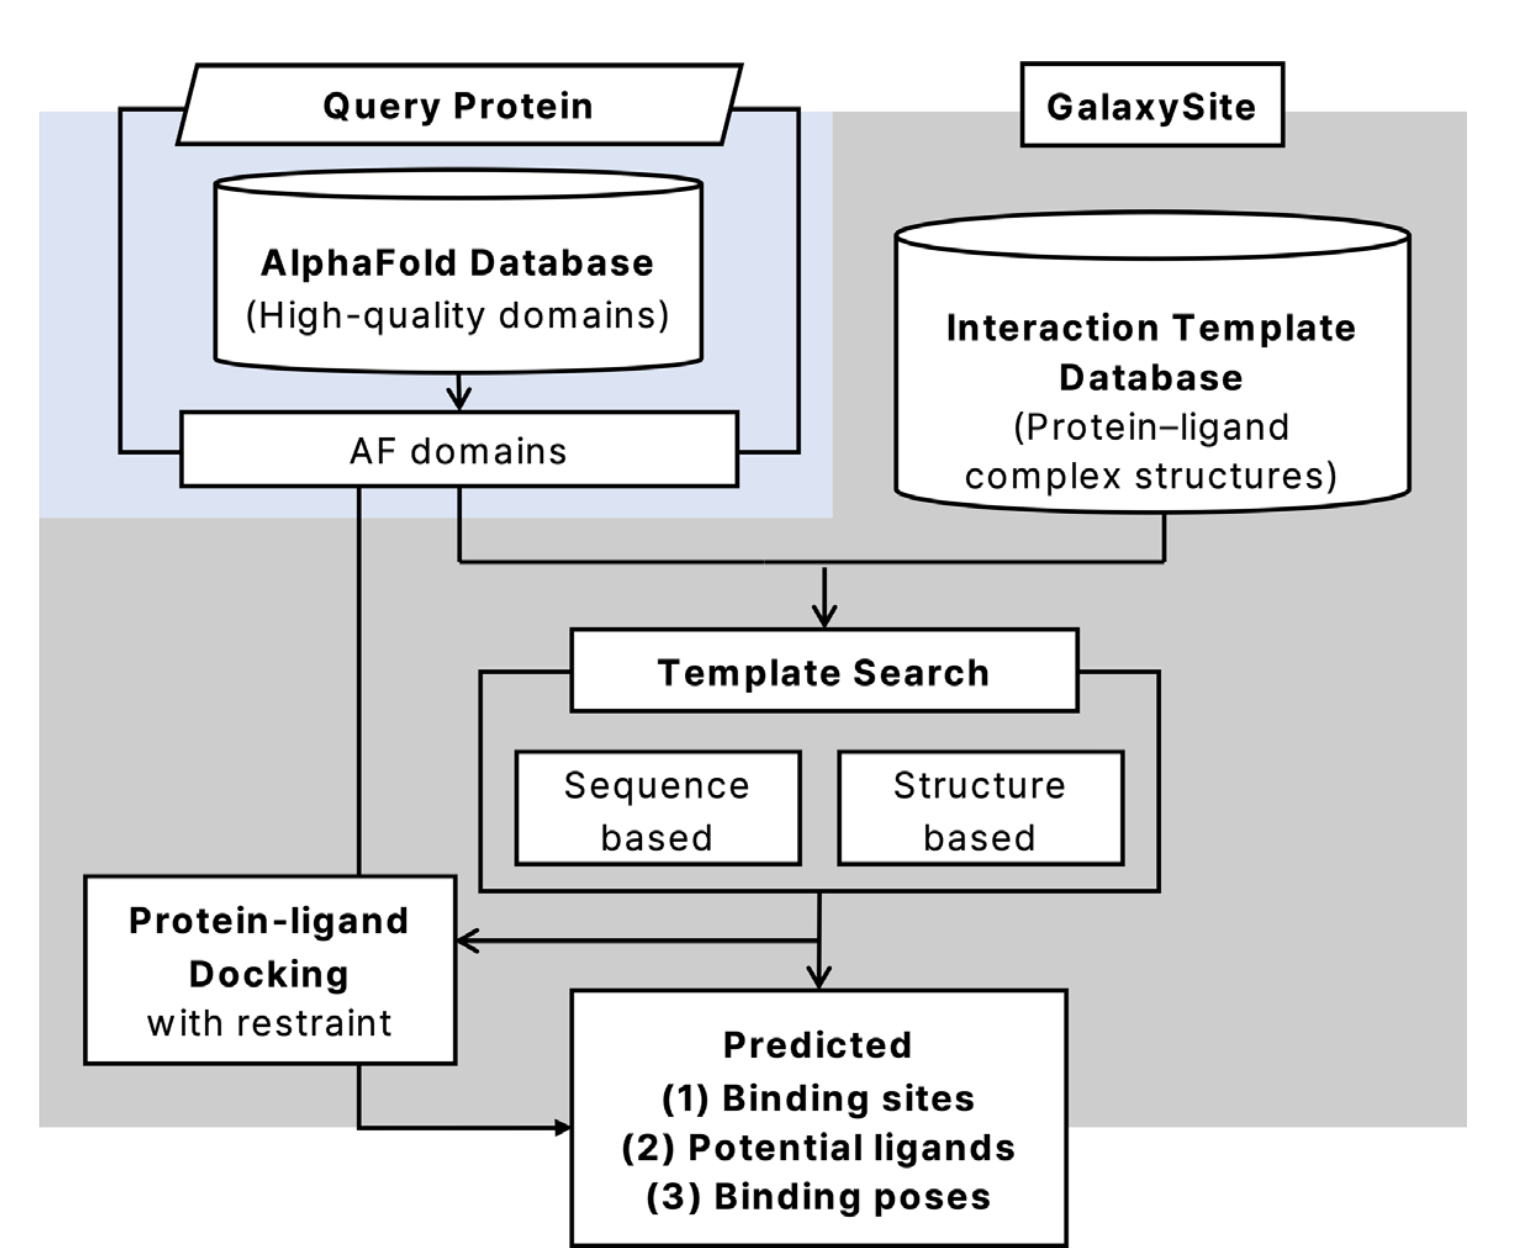 Query Protein
GalaxySite
AlphaFold Database
(High-quality domains)
AF domains
Interaction Template
Database
(Protein–ligand
complex structures)
Template Search
Sequence
based
Structure
based
Protein-ligand
Docking
with restraint
Predicted
(1) Binding sites
(2) Potential ligands
(3) Binding poses